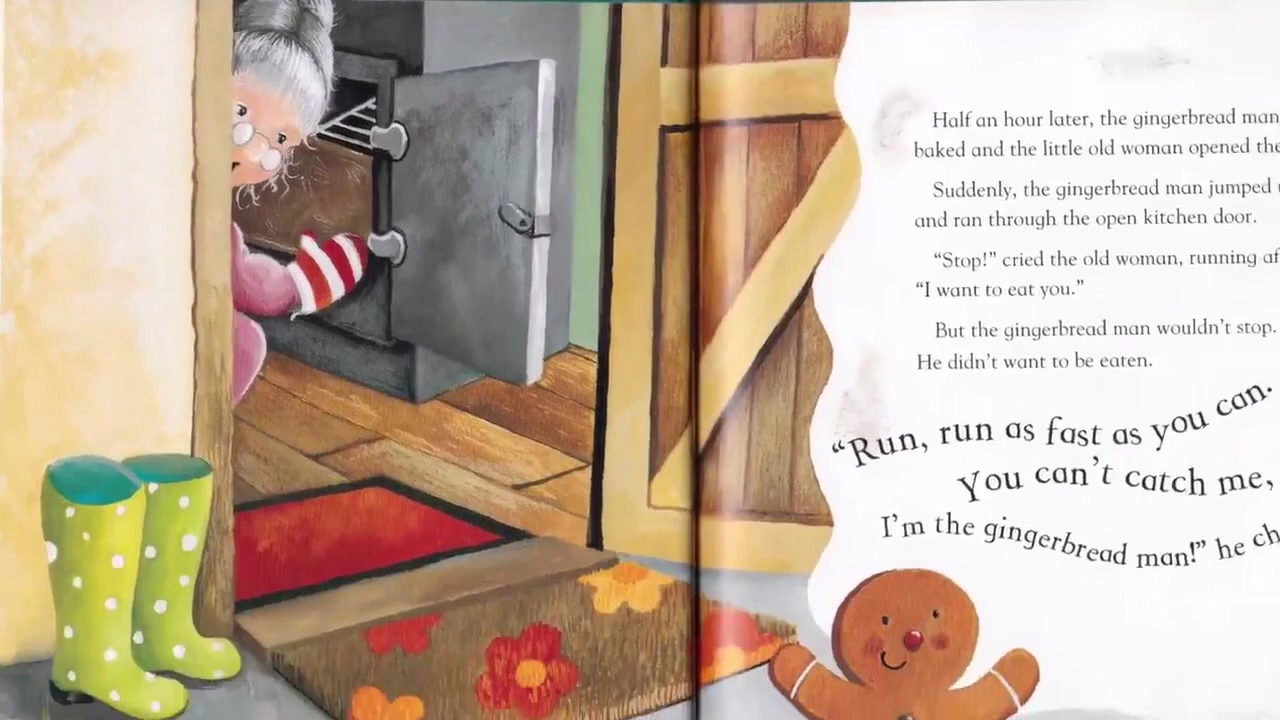 Half an hour later, the gingerbread man
baked and the little old woman opened the
Suddenly, the gingerbread man jumped
and ran through the open kitchen door.
“Stop!” cried the old woman, running
“I want to eat you.”
But the gingerbread man wouldn’t stop.
He didn’t want to be eaten.
“Run, run as fast as you can.
You can’t catch me,
I’m the gingerbread man!” he